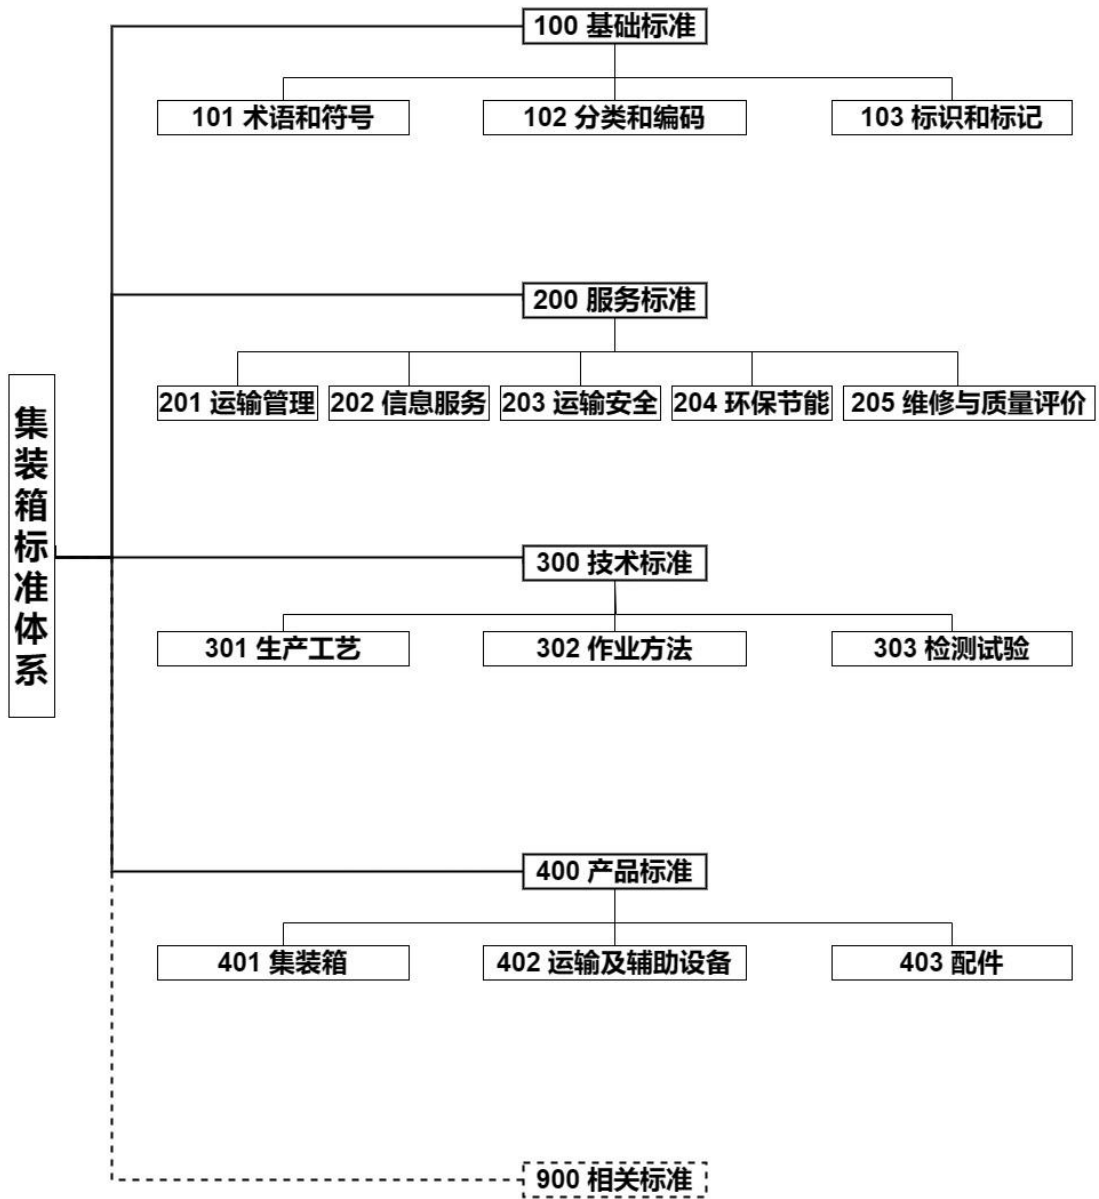 100 基础标准
101 术语和符号
102 分类和编码
103 标识和标记
200 服务标准
201 运输管理
202 信息服务
203 运输安全
204 环保节能
205 维修与质量评价
集装箱标准体系
300 技术标准
301 生产工艺
302 作业方法
303 检测试验
400 产品标准
401 集装箱
402 运输及辅助设备
403 配件
900 相关标准